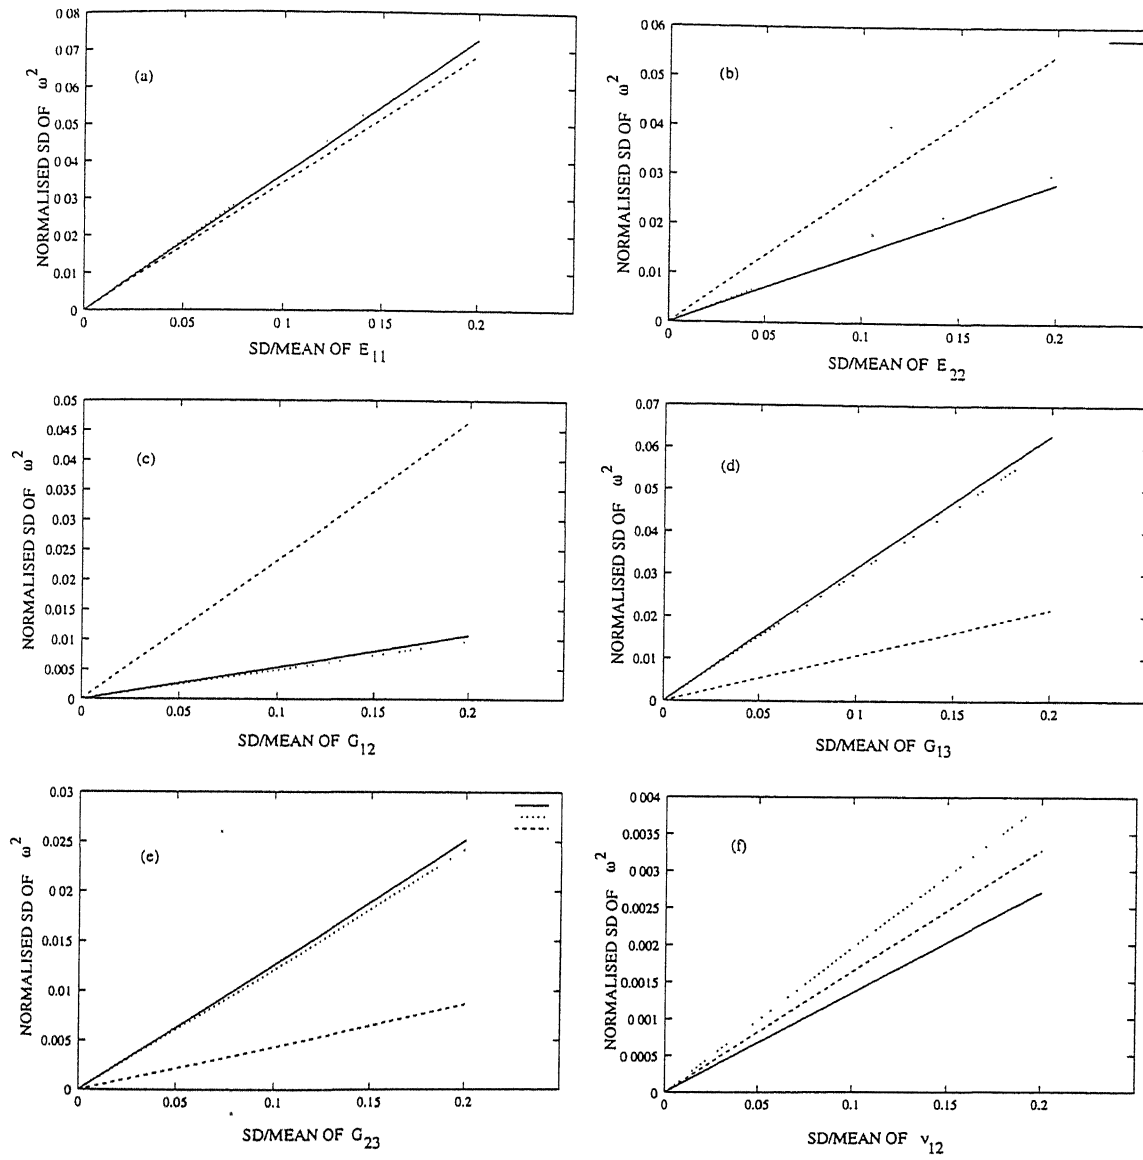 0 08
0 07
0.06
0.05
0 04
0 03
0 02
0.01
0
NORMALISED SD OF ω²
(a)
0 0.05 0 1 0 15 0.2
SD/MEAN OF E11
0 06
0.05
0 04
0.03
0.02
0.01
0
NORMALISED SD OF ω²
(b)
0 0 05 0.1 0 15 0.2
SD/MEAN OF E22
0.05
0.045
0.04
0.035
0.03
0.025
0 02
0.015
0.01
0.005
0
NORMALISED SD OF ω²
(c)
0 0.05 0.1 0.15 0.2
SD/MEAN OF G12
0.07
0.06
0.05
0.04
0.03
0.02
0.01
0
NORMALISED SD OF ω²
(d)
0 0.05 0 1 0.15 0.2
SD/MEAN OF G13
0.03
0.025
0 02
0.015
0.01
0.005
0
NORMALISED SD OF ω²
(e)
0 0.05 0.1 0.15 0.2
SD/MEAN OF G23
0.004
0.0035
0.003
0.0025
0.002
0.0015
0.001
0 0005
0
NORMALISED SD OF ω²
(f)
0 0.05 0.1 0.15 0.2
SD/MEAN OF ν12